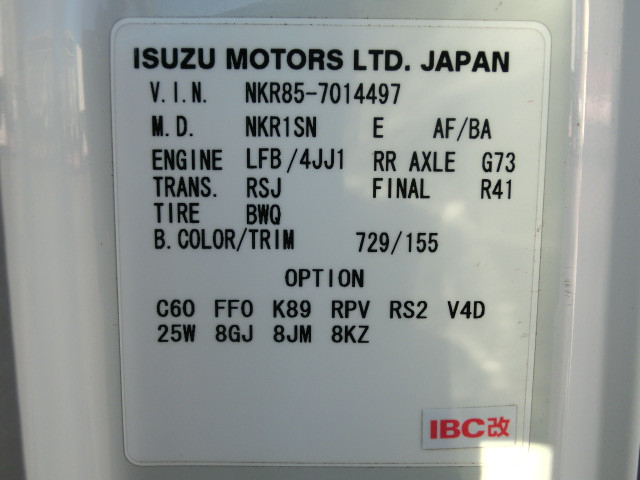 ISUZU MOTORS LTD. JAPAN
V.I.N. NKR85-7014497
M.D. NKR1SN E AF/BA
ENGINE LFB/4JJ1 RR AXLE G73
TRANS. RSJ FINAL R41
TIRE BWQ
B.COLOR/TRIM 729/155
OPTION
C60 FF0 K89 RPV RS2 V4D
25W 8GJ 8JM 8KZ
IBC改